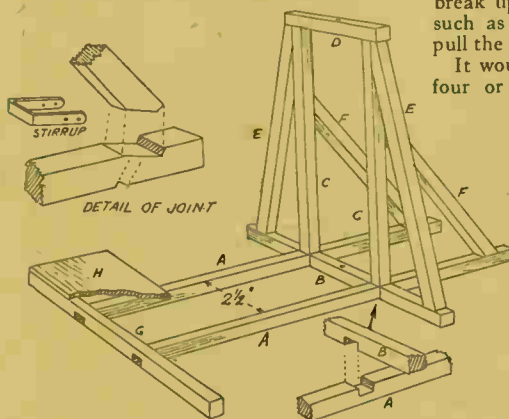 break up
such as
pull the
It wou
four or
D
E
F
E
STIRRUP
C
F
DETAIL OF JOINT
C
A
H
B
2½"
G
A
B
A